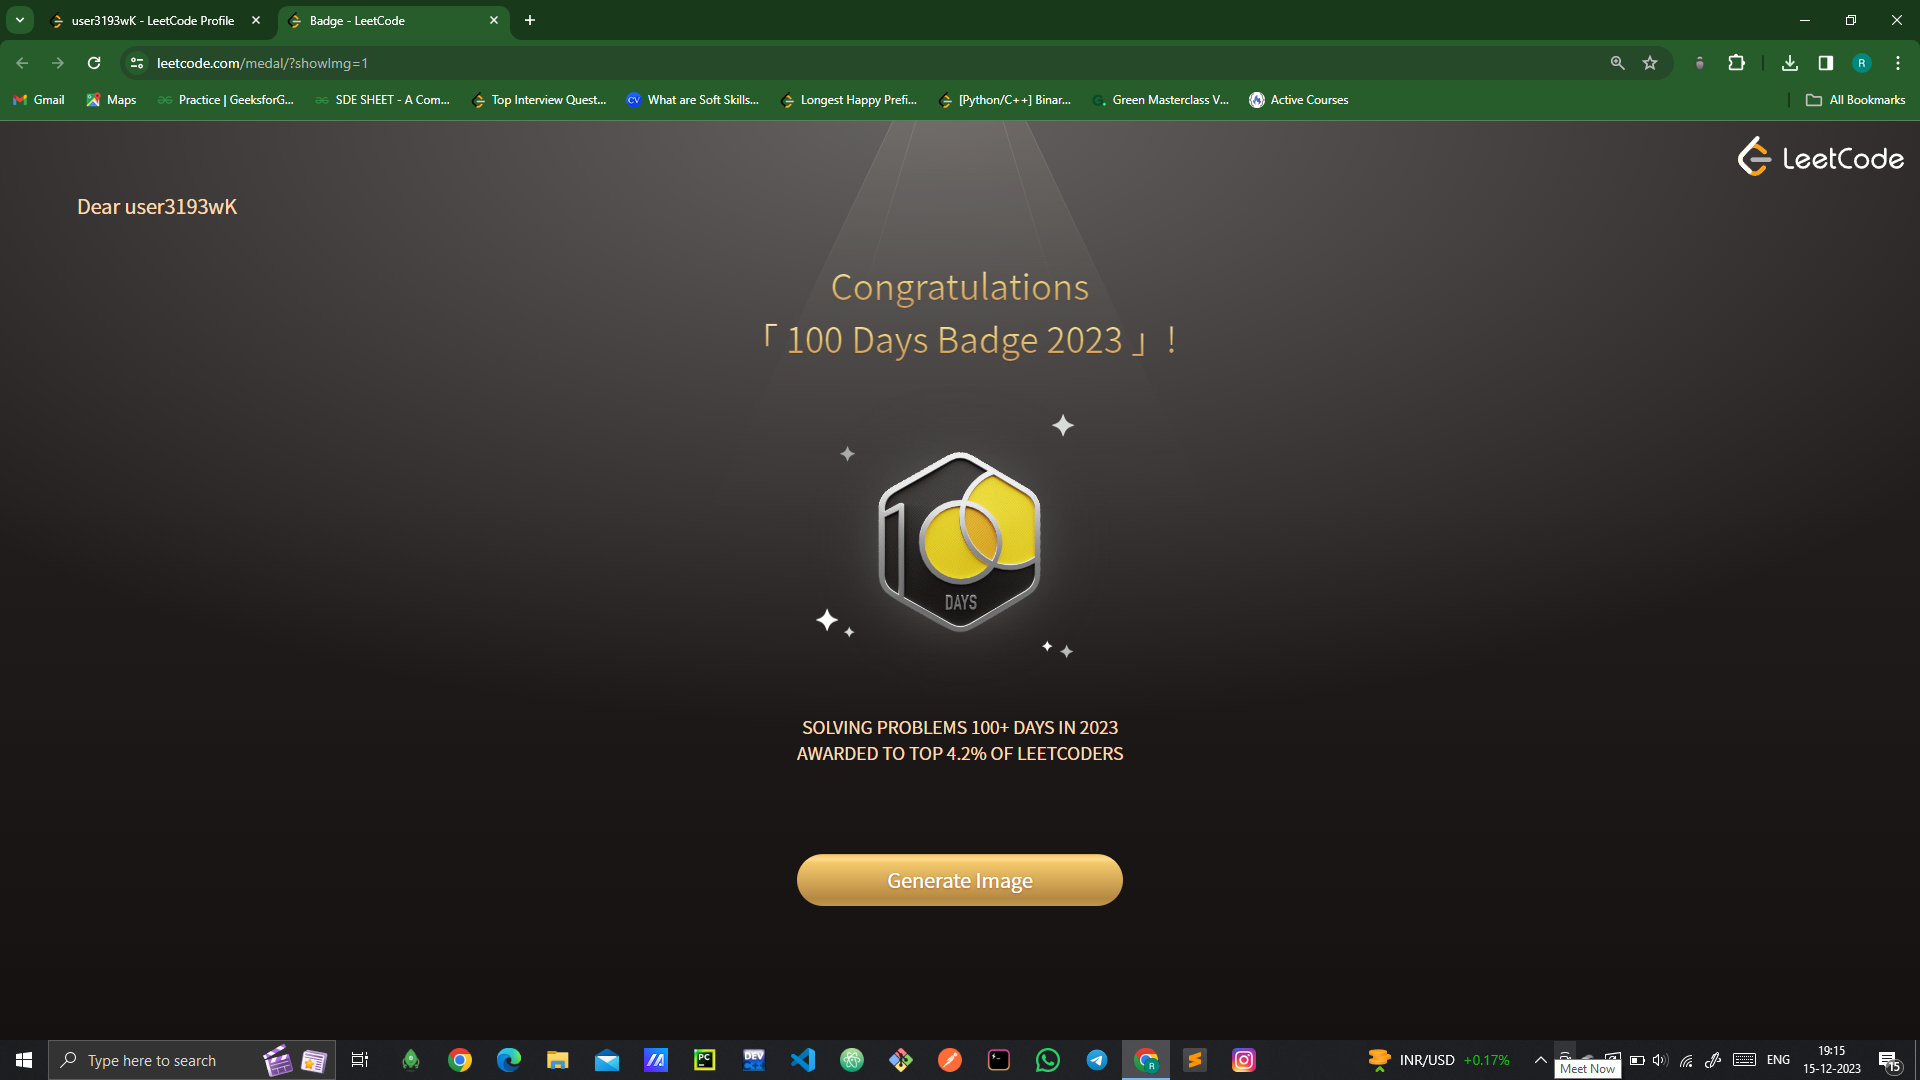 user3193wK - LeetCode Profile
Badge - LeetCode
leetcode.com/medal/?showImg=1
R
Gmail
Maps
Practice | GeeksforG...
SDE SHEET - A Com...
Top Interview Quest...
CV
What are Soft Skills...
Longest Happy Prefi...
[Python/C++] Binar...
Green Masterclass V...
Active Courses
All Bookmarks
LeetCode
Dear user3193wK
Congratulations
「 100 Days Badge 2023 」 !
100
DAYS
SOLVING PROBLEMS 100+ DAYS IN 2023
AWARDED TO TOP 4.2% OF LEETCODERS
Generate Image
Type here to search
PC
DEV
R
INR/USD +0.17%
ENG
19:15
15-12-2023
15
Meet Now